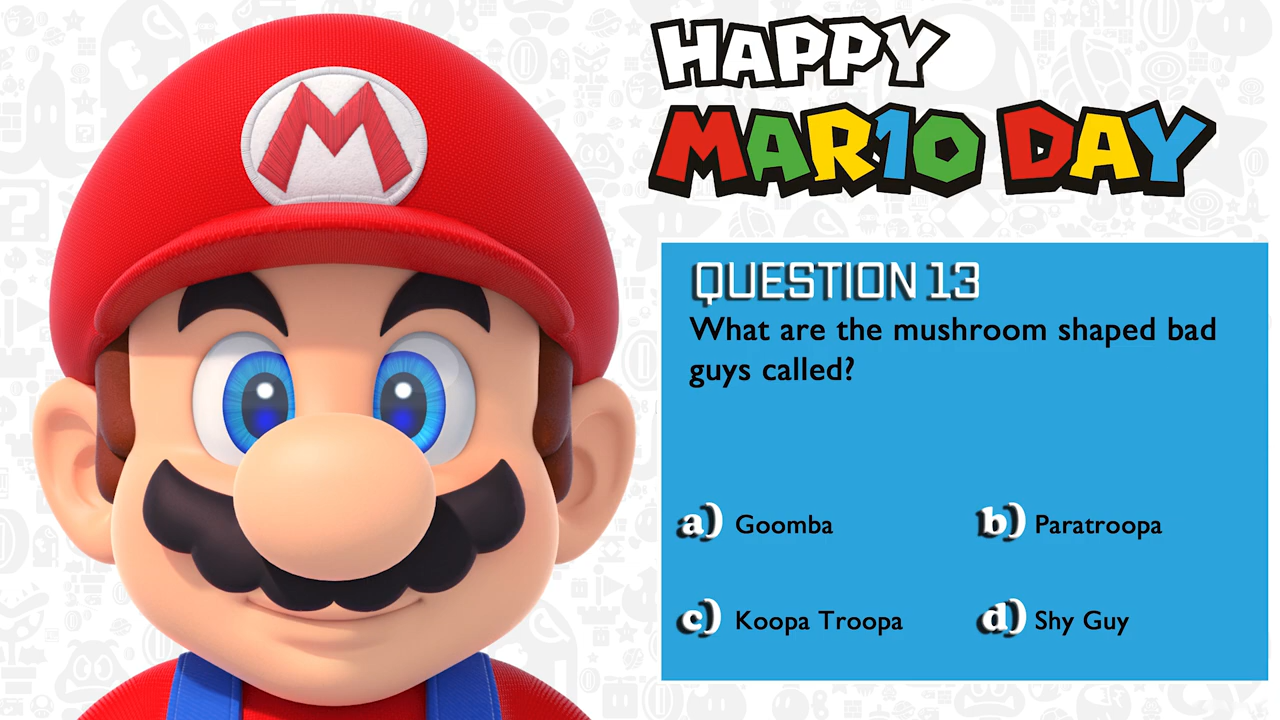 M
HAPPY
MAR10 DAY
QUESTION 13
What are the mushroom shaped bad
guys called?
a) Goomba
b) Paratroopa
c) Koopa Troopa
d) Shy Guy